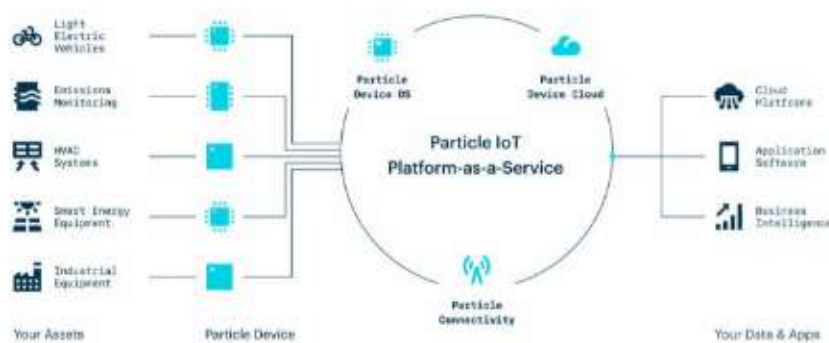 Light
Electric
Vehicles
Emissions
Monitoring
HVAC
Systems
Smart Energy
Equipment
Industrial
Equipment
Your Assets
Particle Device
Particle
Device OS
Particle
Device Cloud
Particle IoT
Platform-as-a-Service
Particle
Connectivity
Cloud
Platform
Application
Software
Business
Intelligence
Your Data & Apps